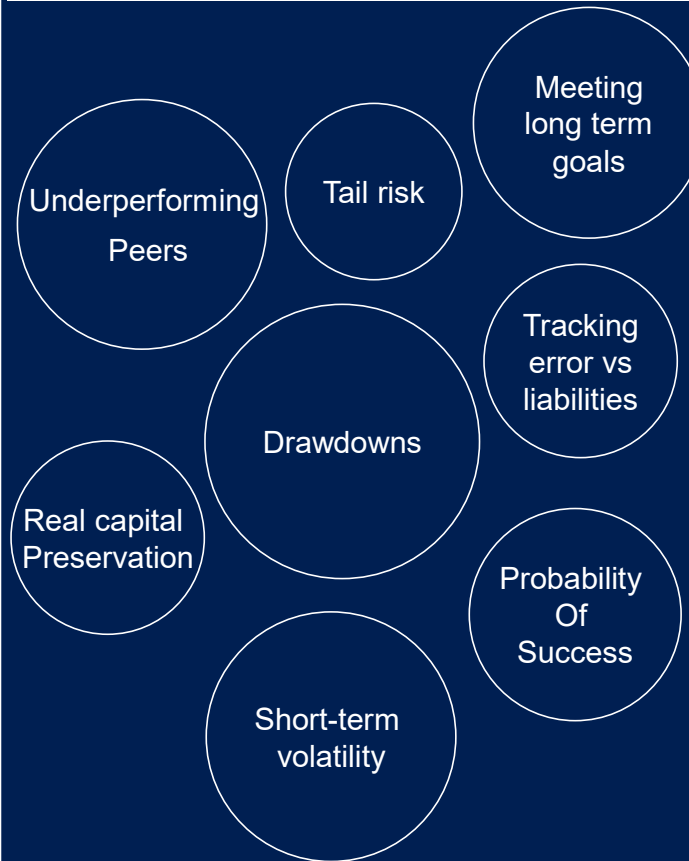 Meeting
long term
goals
Underperforming
Peers
Tail risk
Tracking
error vs
liabilities
Drawdowns
Real capital
Preservation
Probability
Of
Success
Short-term
volatility